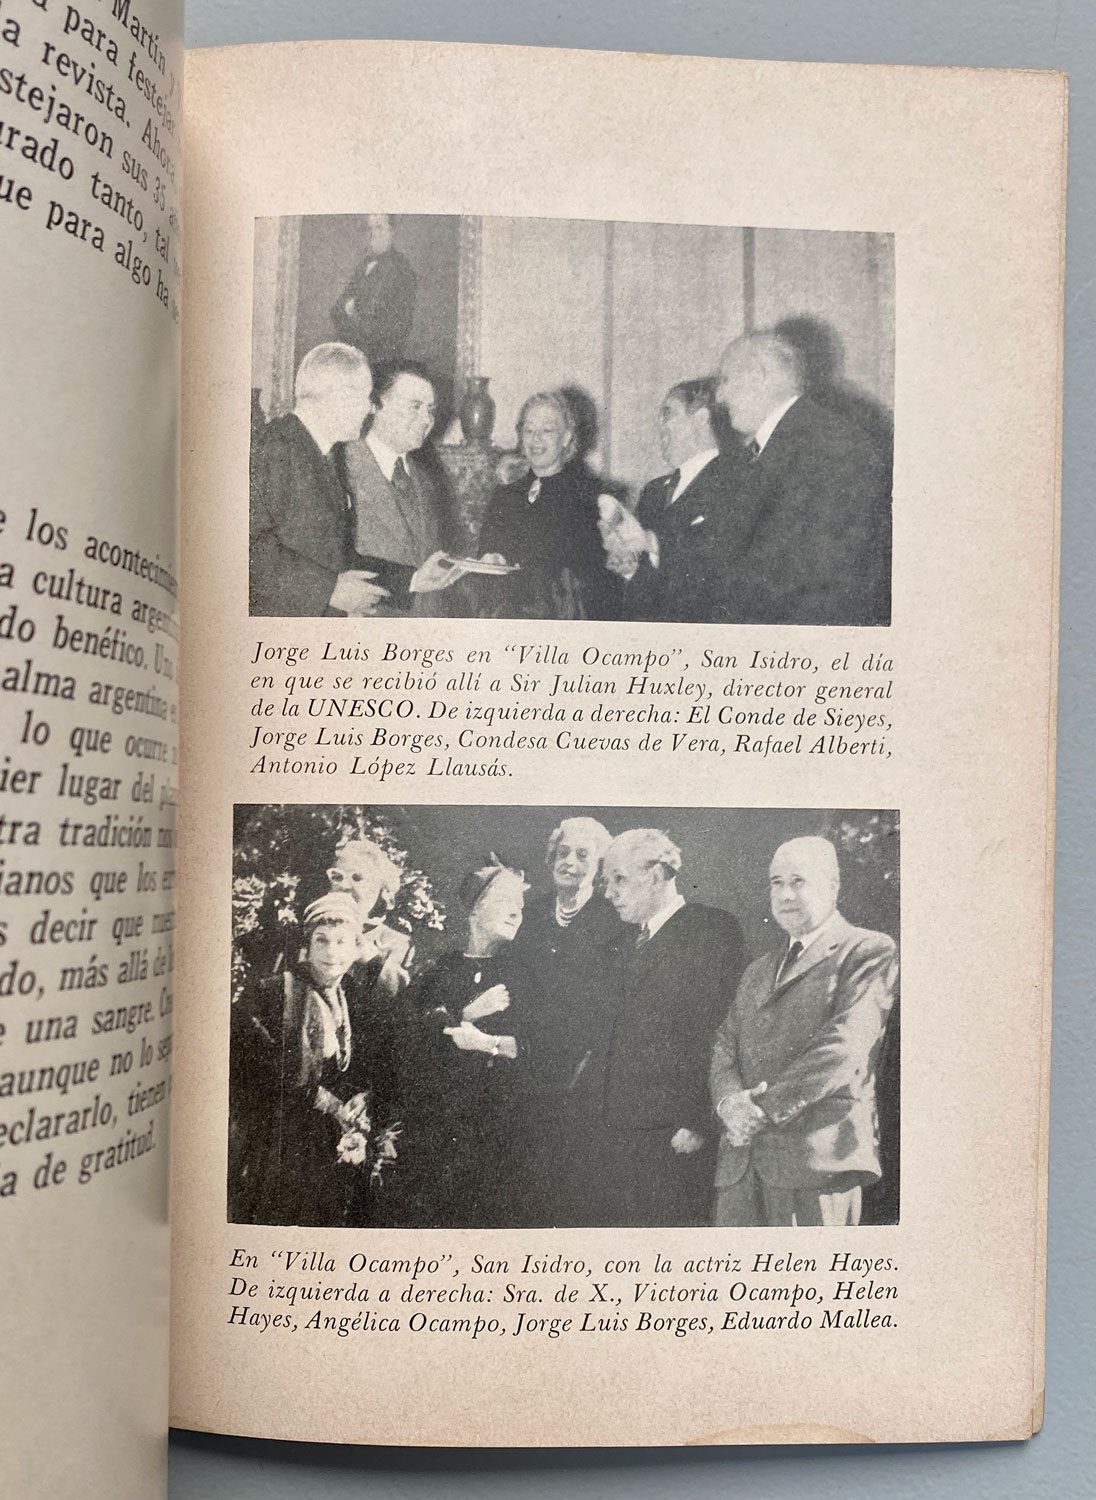 Martín y
para festejar
la revista. Ahora
stejaron sus 35
urado tanto, tal
ue para algo ha
los
a cultura
do benéfico.
alma argentina
lo que ocurre
ier lugar del
tra tradición
ianos que los
s decir que
do, más allá de
una sangre.
aunque no lo
eclararlo, tienen
a de gratitud.
Jorge Luis Borges en “Villa Ocampo”, San Isidro, el día
en que se recibió allí a Sir Julian Huxley, director general
de la UNESCO. De izquierda a derecha: El Conde de Sieyes,
Jorge Luis Borges, Condesa Cuevas de Vera, Rafael Alberti,
Antonio López Llausás.
En “Villa Ocampo”, San Isidro, con la actriz Helen Hayes.
De izquierda a derecha: Sra. de X., Victoria Ocampo, Helen
Hayes, Angélica Ocampo, Jorge Luis Borges, Eduardo Mallea.